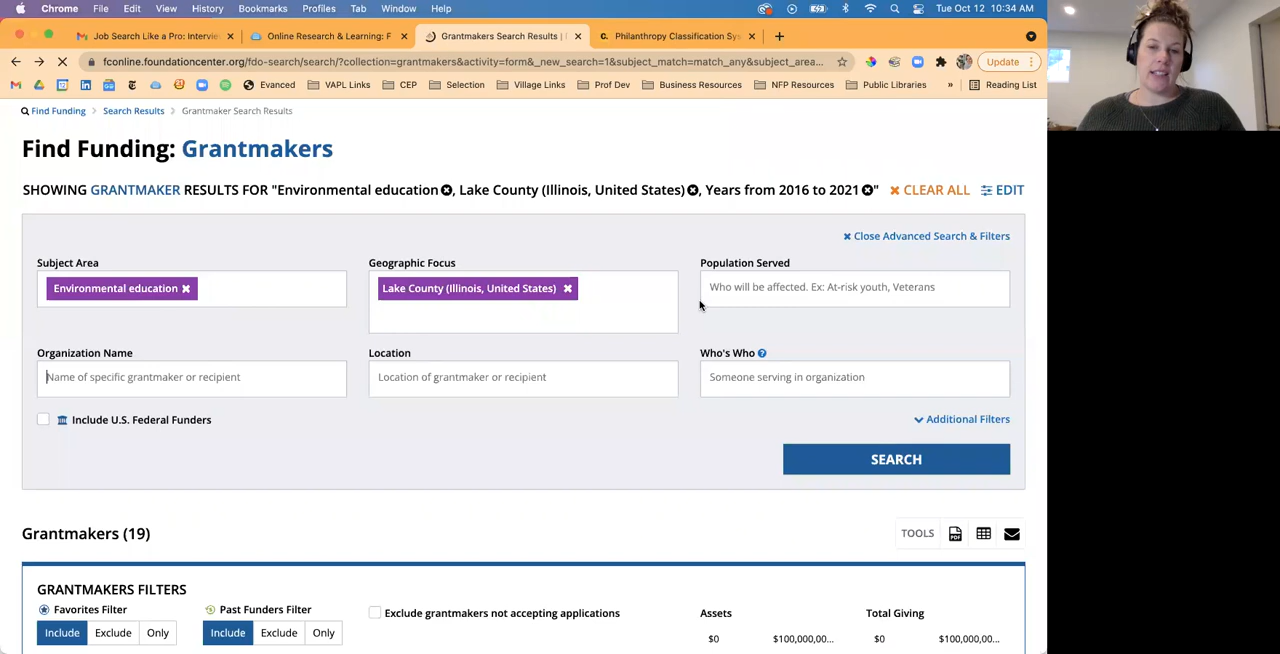 Chrome File Edit View History Bookmarks Profiles Tab Window Help Tue Oct 12 10:34 AM
Job Search Like a Pro: Intervie Online Research & Learning: F Grantmakers Search Results | Philanthropy Classification Sys
fconline.foundationcenter.org/fdo-search/search/?collection=grantmakers&activity=form&_new_search=1&subject_match=match_any&subject_area... Update
Evanced VAPL Links CEP Selection Village Links Prof Dev Business Resources NFP Resources Public Libraries » Reading List
Find Funding > Search Results > Grantmaker Search Results
Find Funding: Grantmakers
SHOWING GRANTMAKER RESULTS FOR "Environmental education, Lake County (Illinois, United States), Years from 2016 to 2021" CLEAR ALL EDIT
Close Advanced Search & Filters
Subject Area Geographic Focus Population Served
Environmental education Lake County (Illinois, United States) Who will be affected. Ex: At-risk youth, Veterans
Organization Name Location Who's Who ?
Name of specific grantmaker or recipient Location of grantmaker or recipient Someone serving in organization
Include U.S. Federal Funders Additional Filters
SEARCH
Grantmakers (19) TOOLS PDF
GRANTMAKERS FILTERS
Favorites Filter Past Funders Filter Exclude grantmakers not accepting applications Assets Total Giving
Include Exclude Only Include Exclude Only $0 $100,000,00... $0 $100,000,00...